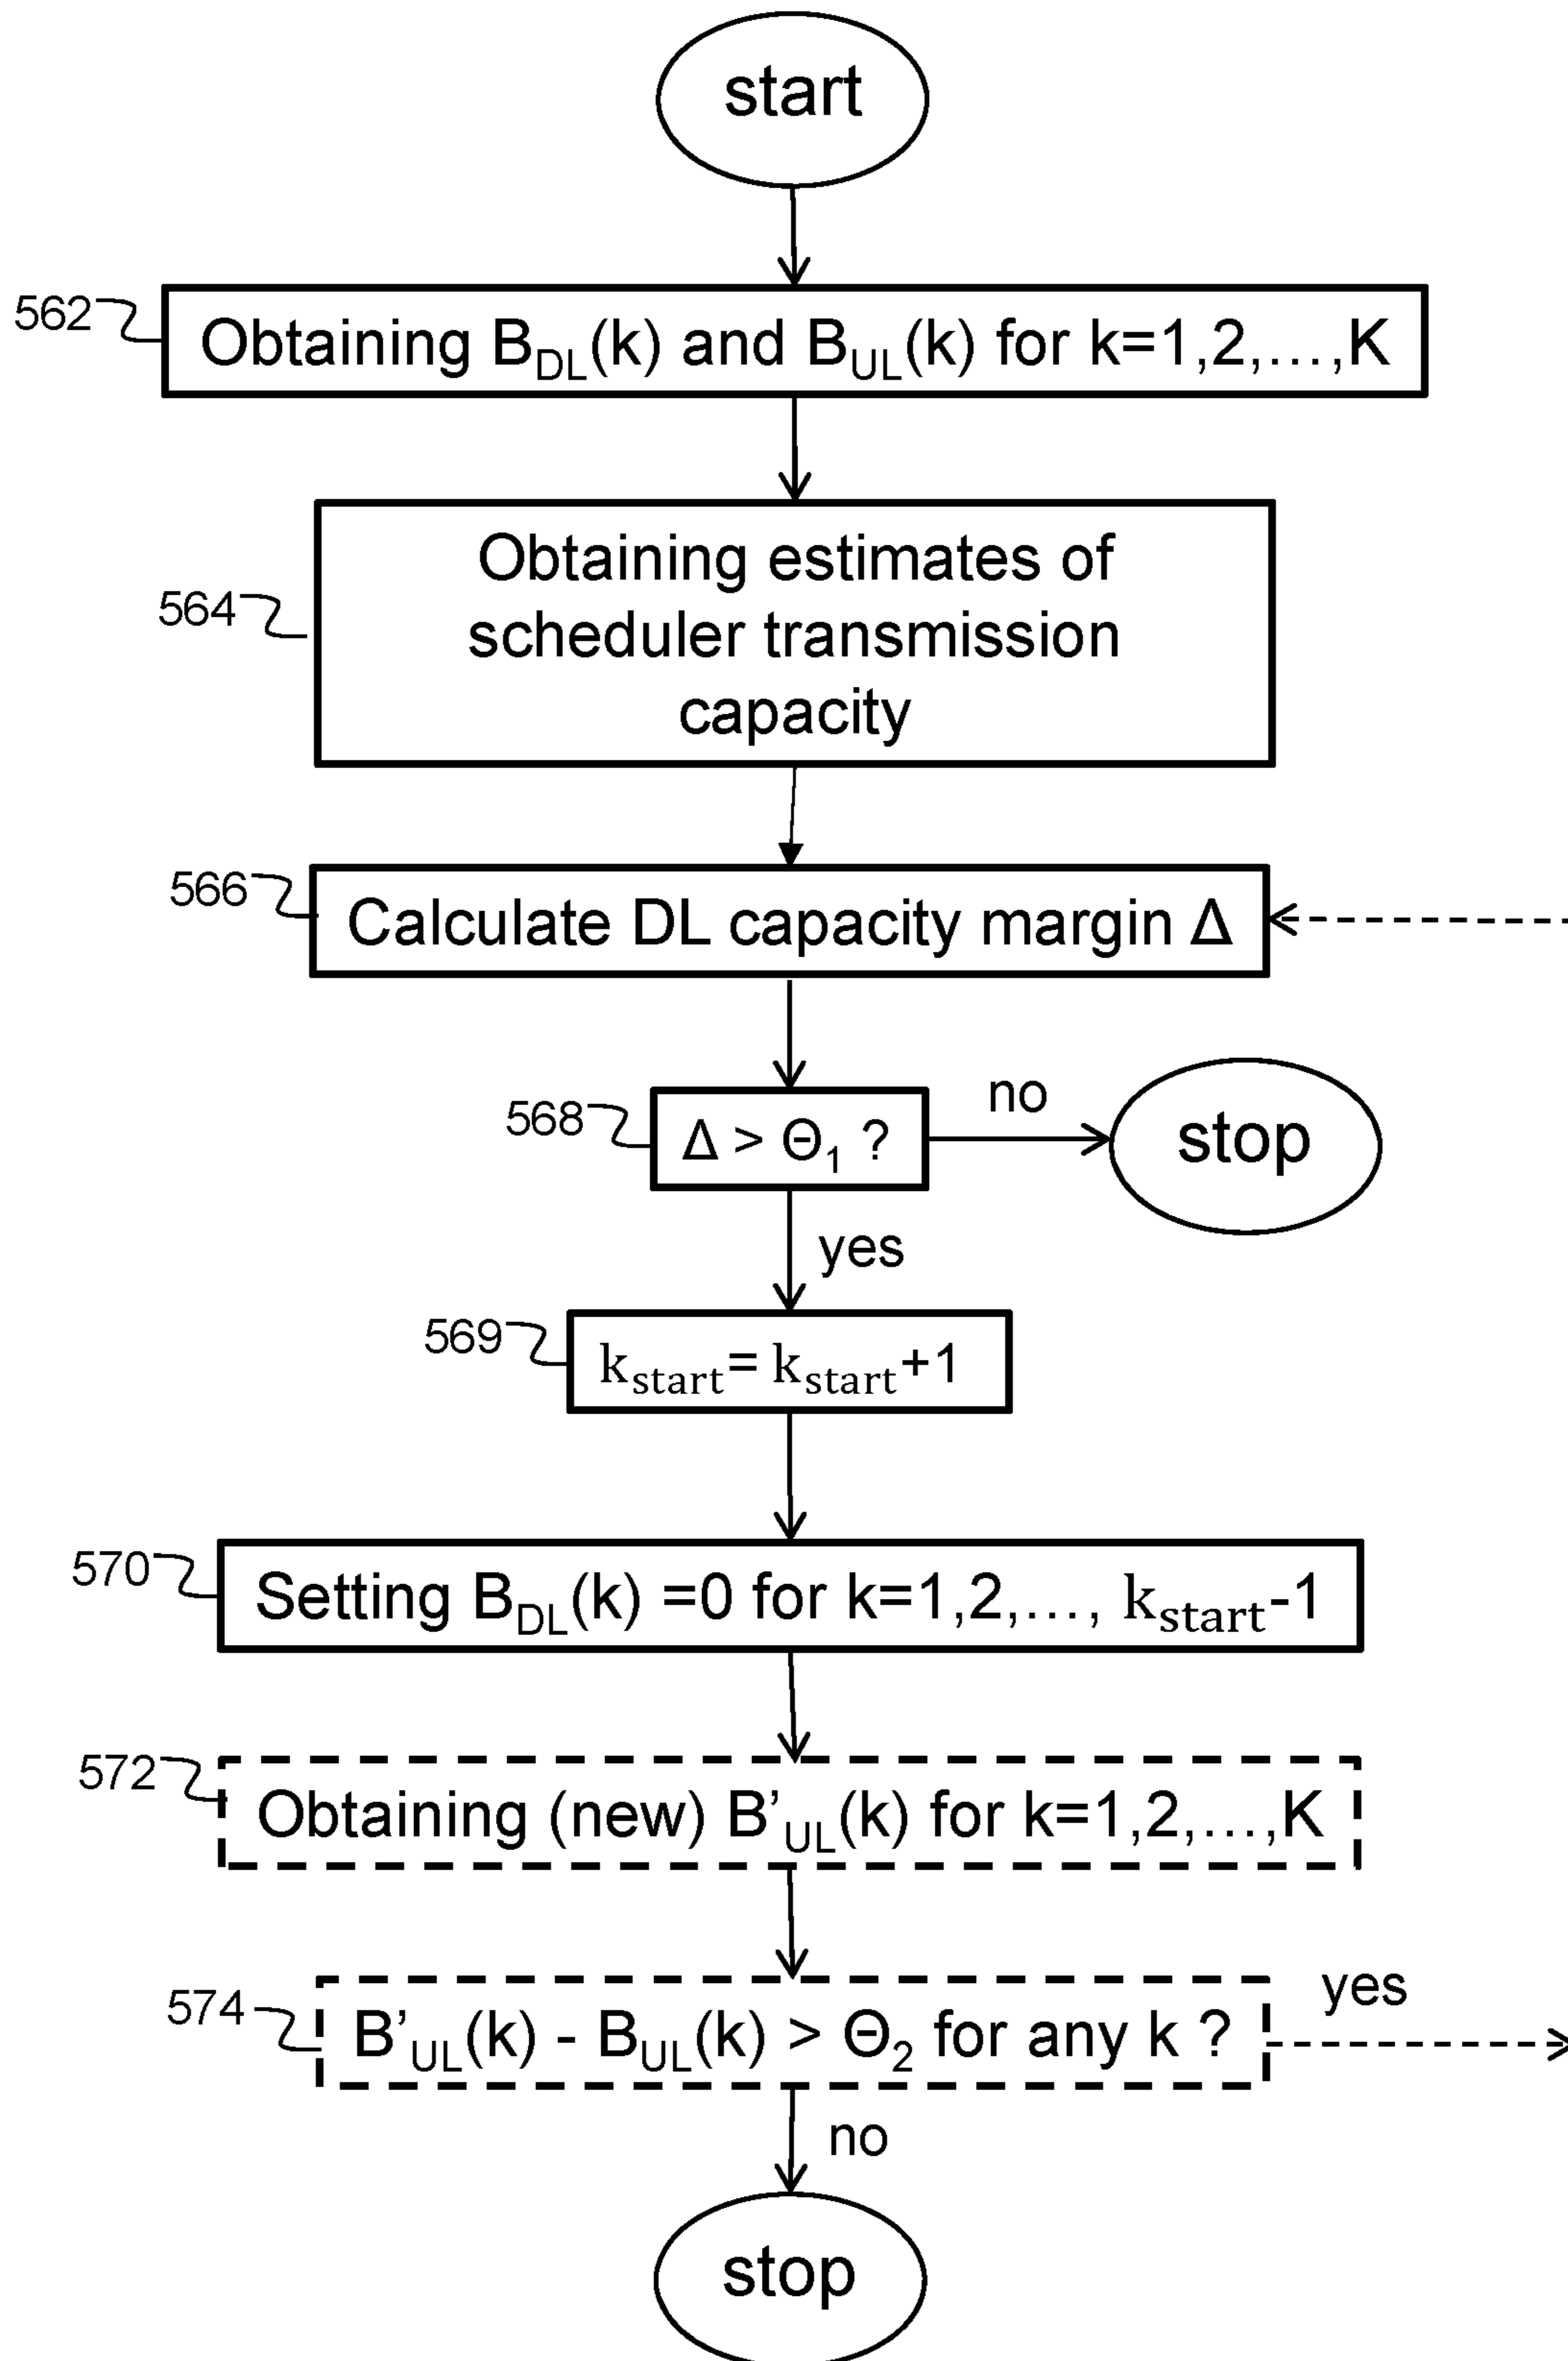 start
562
Obtaining B_DL(k) and B_UL(k) for k=1,2,…,K
564
Obtaining estimates of
scheduler transmission
capacity
566
Calculate DL capacity margin Δ
568
Δ > Θ_1 ?
no
stop
yes
569
k_start= k_start+1
570
Setting B_DL(k) =0 for k=1,2,…, k_start-1
572
Obtaining (new) B’_UL(k) for k=1,2,…,K
574
B’_UL(k) - B_UL(k) > Θ_2 for any k ?
yes
no
stop